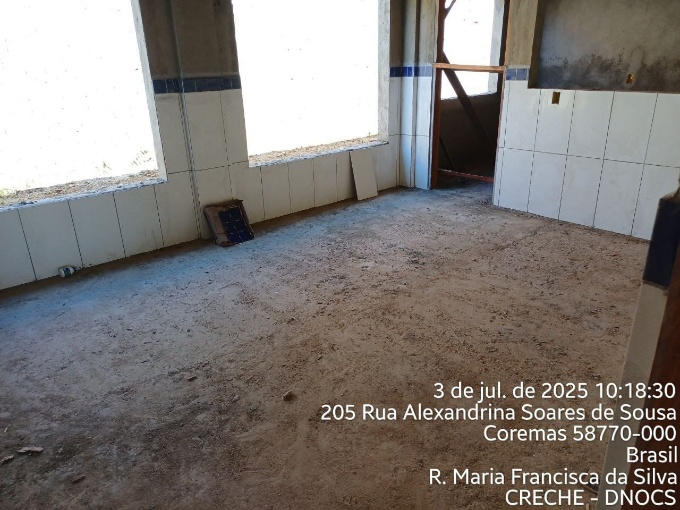 3 de jul. de 2025 10:18:30
205 Rua Alexandrina Soares de Sousa
Coremas 58770-000
Brasil
R. Maria Francisca da Silva
CRECHE - DNOCS